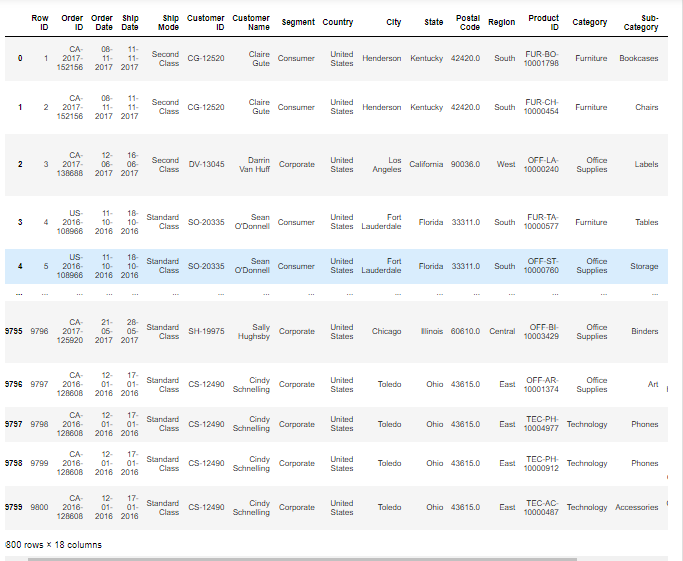 Row ID Order ID Order Date Ship Date Ship Mode Customer ID Customer Name Segment Country City State Postal Code Region Product ID Category Sub-Category
0 1 CA-2017-152156 08-11-2017 11-11-2017 Second Class CG-12520 Claire Gute Consumer United States Henderson Kentucky 42420.0 South FUR-BO-10001798 Furniture Bookcases
1 2 CA-2017-152156 08-11-2017 11-11-2017 Second Class CG-12520 Claire Gute Consumer United States Henderson Kentucky 42420.0 South FUR-CH-10000454 Furniture Chairs
2 3 CA-2017-138688 12-06-2017 16-06-2017 Second Class DV-13045 Darrin Van Huff Corporate United States Los Angeles California 90036.0 West OFF-LA-10000240 Office Supplies Labels
3 4 US-2016-108966 11-10-2016 18-10-2016 Standard Class SO-20335 Sean O'Donnell Consumer United States Fort Lauderdale Florida 33311.0 South FUR-TA-10000577 Furniture Tables
4 5 US-2016-108966 11-10-2016 18-10-2016 Standard Class SO-20335 Sean O'Donnell Consumer United States Fort Lauderdale Florida 33311.0 South OFF-ST-10000760 Office Supplies Storage
... ... ... ... ... ... ... ... ... ... ... ... ... ... ... ... ...
9795 9796 CA-2017-125920 21-05-2017 28-05-2017 Standard Class SH-19975 Sally Hughsby Corporate United States Chicago Illinois 60610.0 Central OFF-BI-10003429 Office Supplies Binders
9796 9797 CA-2016-128608 12-01-2016 17-01-2016 Standard Class CS-12490 Cindy Schnelling Corporate United States Toledo Ohio 43615.0 East OFF-AR-10001374 Office Supplies Art
9797 9798 CA-2016-128608 12-01-2016 17-01-2016 Standard Class CS-12490 Cindy Schnelling Corporate United States Toledo Ohio 43615.0 East TEC-PH-10004977 Technology Phones
9798 9799 CA-2016-128608 12-01-2016 17-01-2016 Standard Class CS-12490 Cindy Schnelling Corporate United States Toledo Ohio 43615.0 East TEC-PH-10000912 Technology Phones
9799 9800 CA-2016-128608 12-01-2016 17-01-2016 Standard Class CS-12490 Cindy Schnelling Corporate United States Toledo Ohio 43615.0 East TEC-AC-10000487 Technology Accessories
800 rows × 18 columns